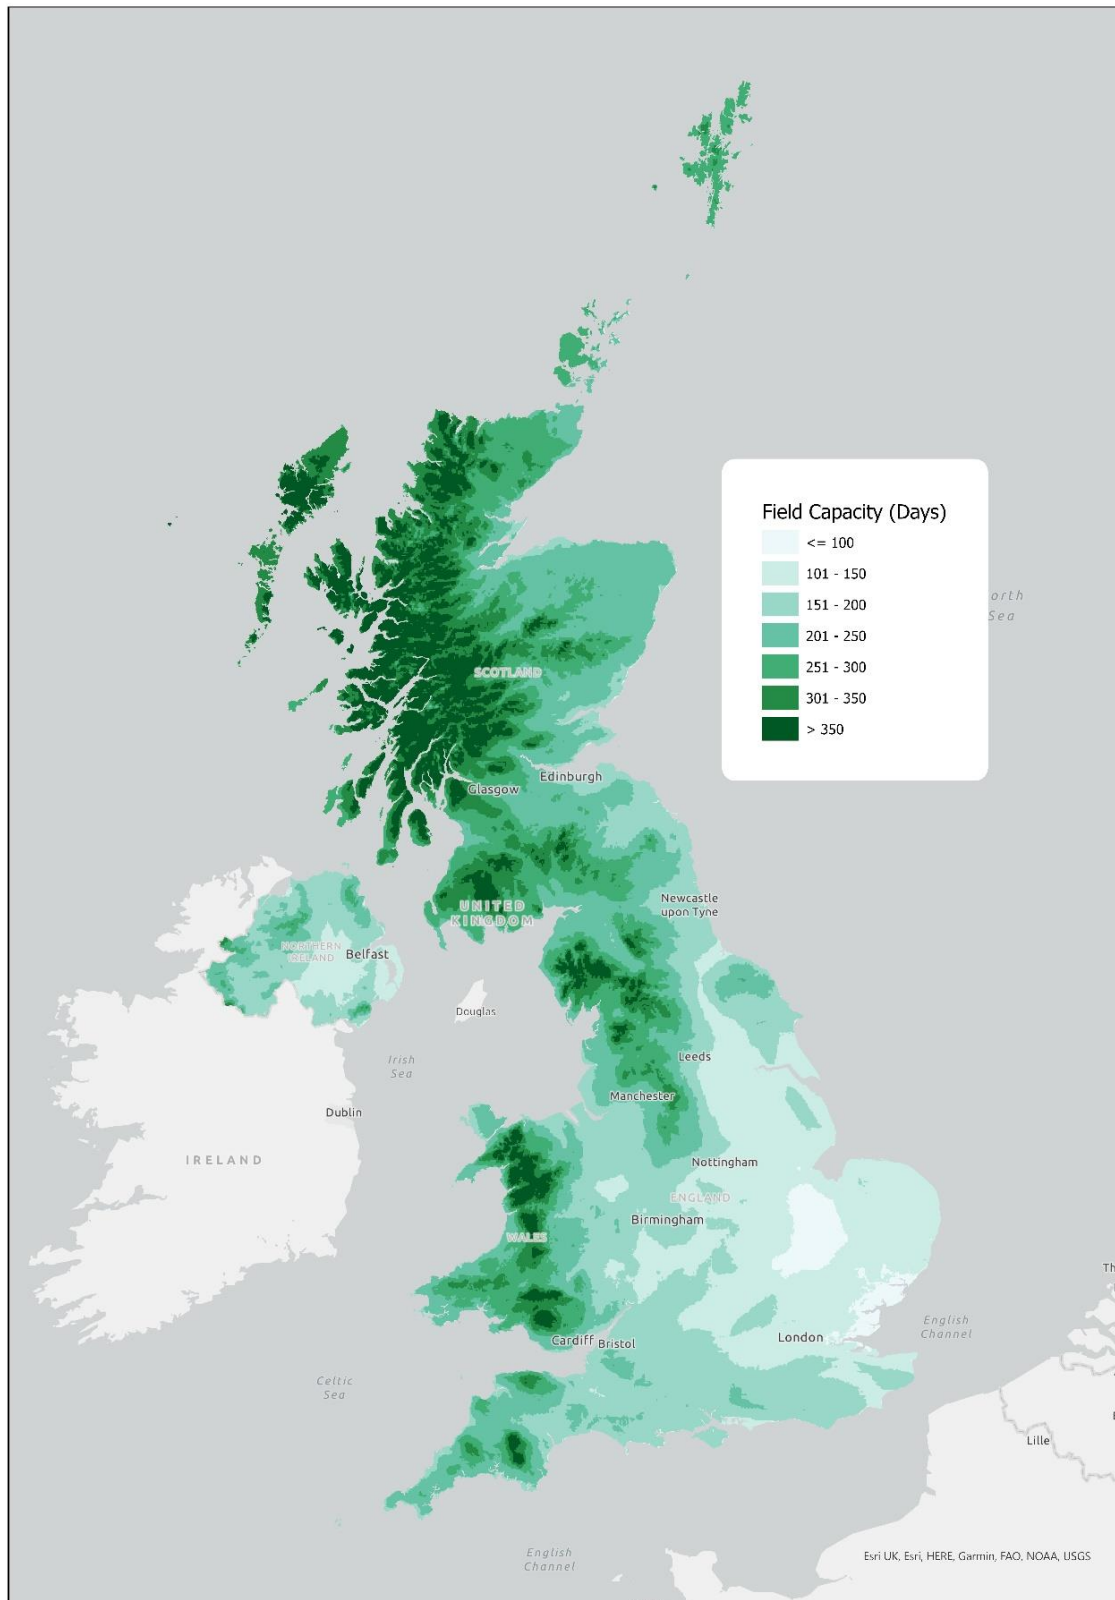 Field Capacity (Days)
<= 100
101 - 150
151 - 200
201 - 250
251 - 300
301 - 350
> 350
orth
Sea
SCOTLAND
Edinburgh
Glasgow
Newcastle
upon Tyne
UNITED
KINGDOM
NORTHERN
IRELAND
Belfast
Douglas
Irish
Sea
Leeds
Manchester
Dublin
IRELAND
Nottingham
ENGLAND
Birmingham
WALES
Th
English
Channel
London
Cardiff
Bristol
Celtic
Sea
Lille
English
Channel
Esri UK, Esri, HERE, Garmin, FAO, NOAA, USGS